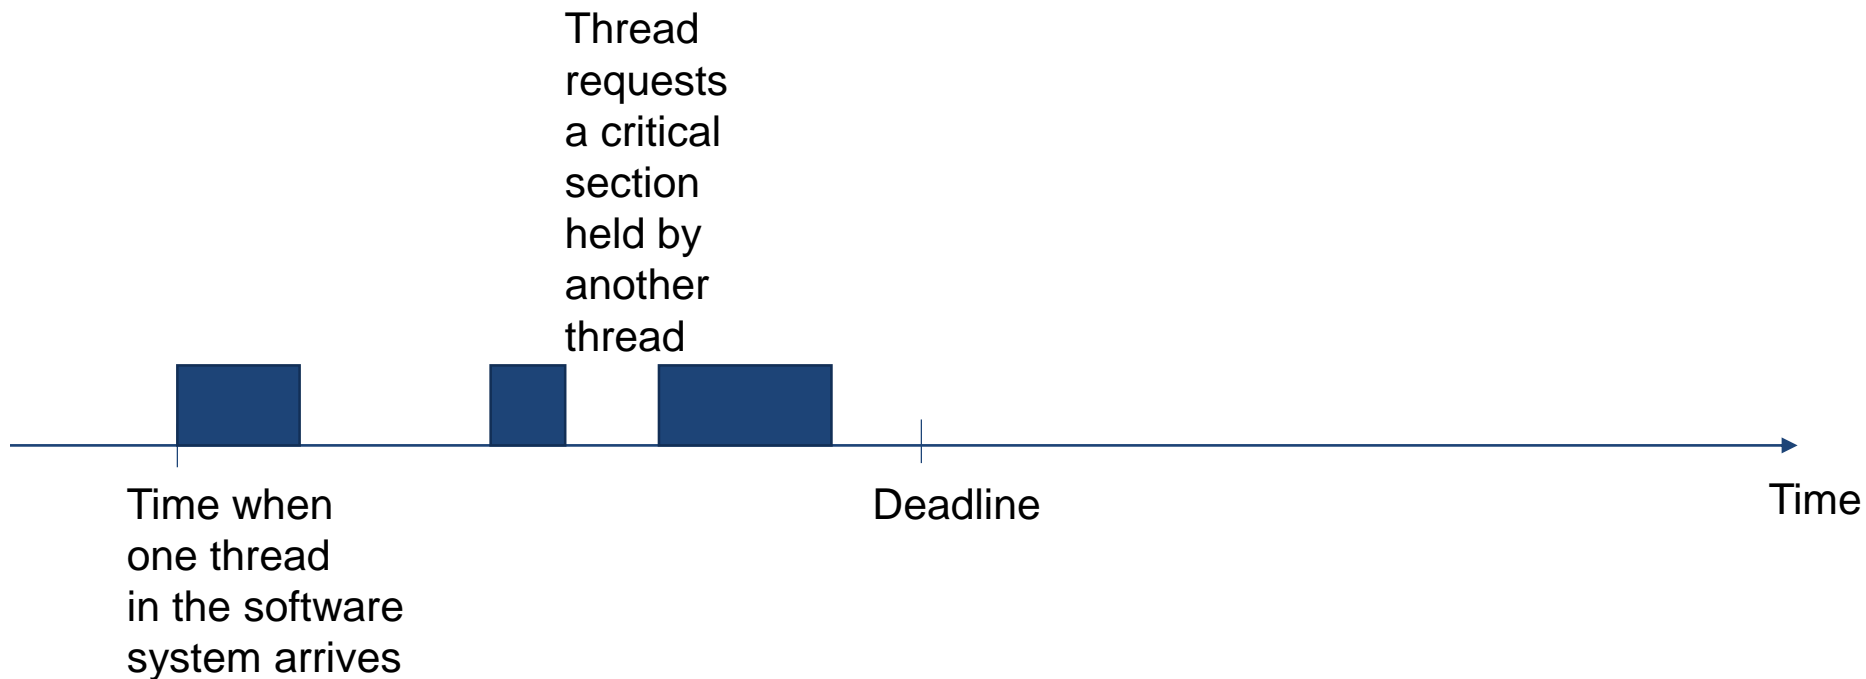 Thread
requests
a critical
section
held by
another
thread
Time when
one thread
in the software
system arrives
Deadline
Time